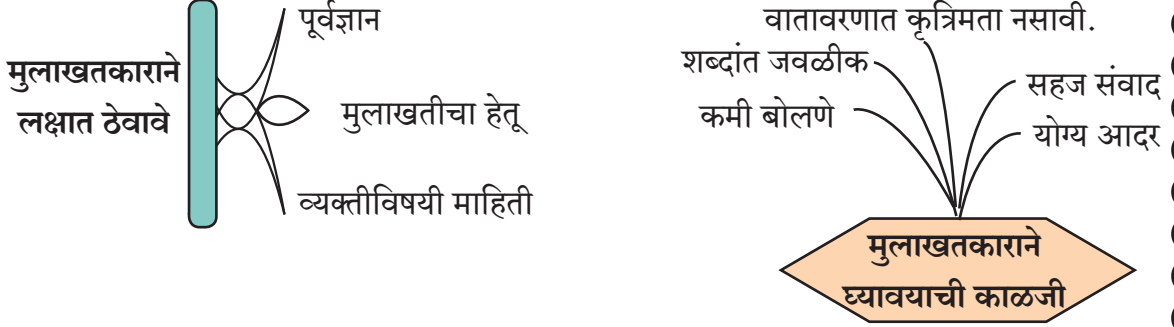 मुलाखतकाराने
लक्षात ठेवावे
पूर्वज्ञान
मुलाखतीचा हेतू
व्यक्तीविषयी माहिती
वातावरणात कृत्रिमता नसावी.
शब्दांत जवळीक
कमी बोलणे
सहज संवाद
योग्य आदर
मुलाखतकाराने
घ्यावयाची काळजी